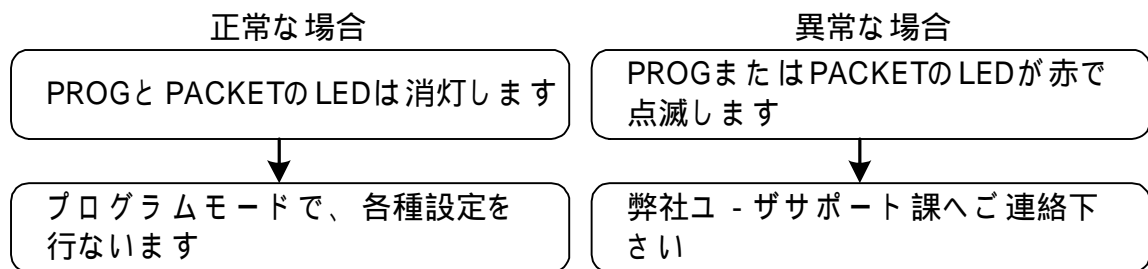 正常な場合
PROGとPACKETのLEDは消灯します
プログラムモードで、各種設定を
行ないます
異常な場合
PROGまたはPACKETのLEDが赤で
点滅します
弊社ユ-ザサポート課へご連絡下
さい